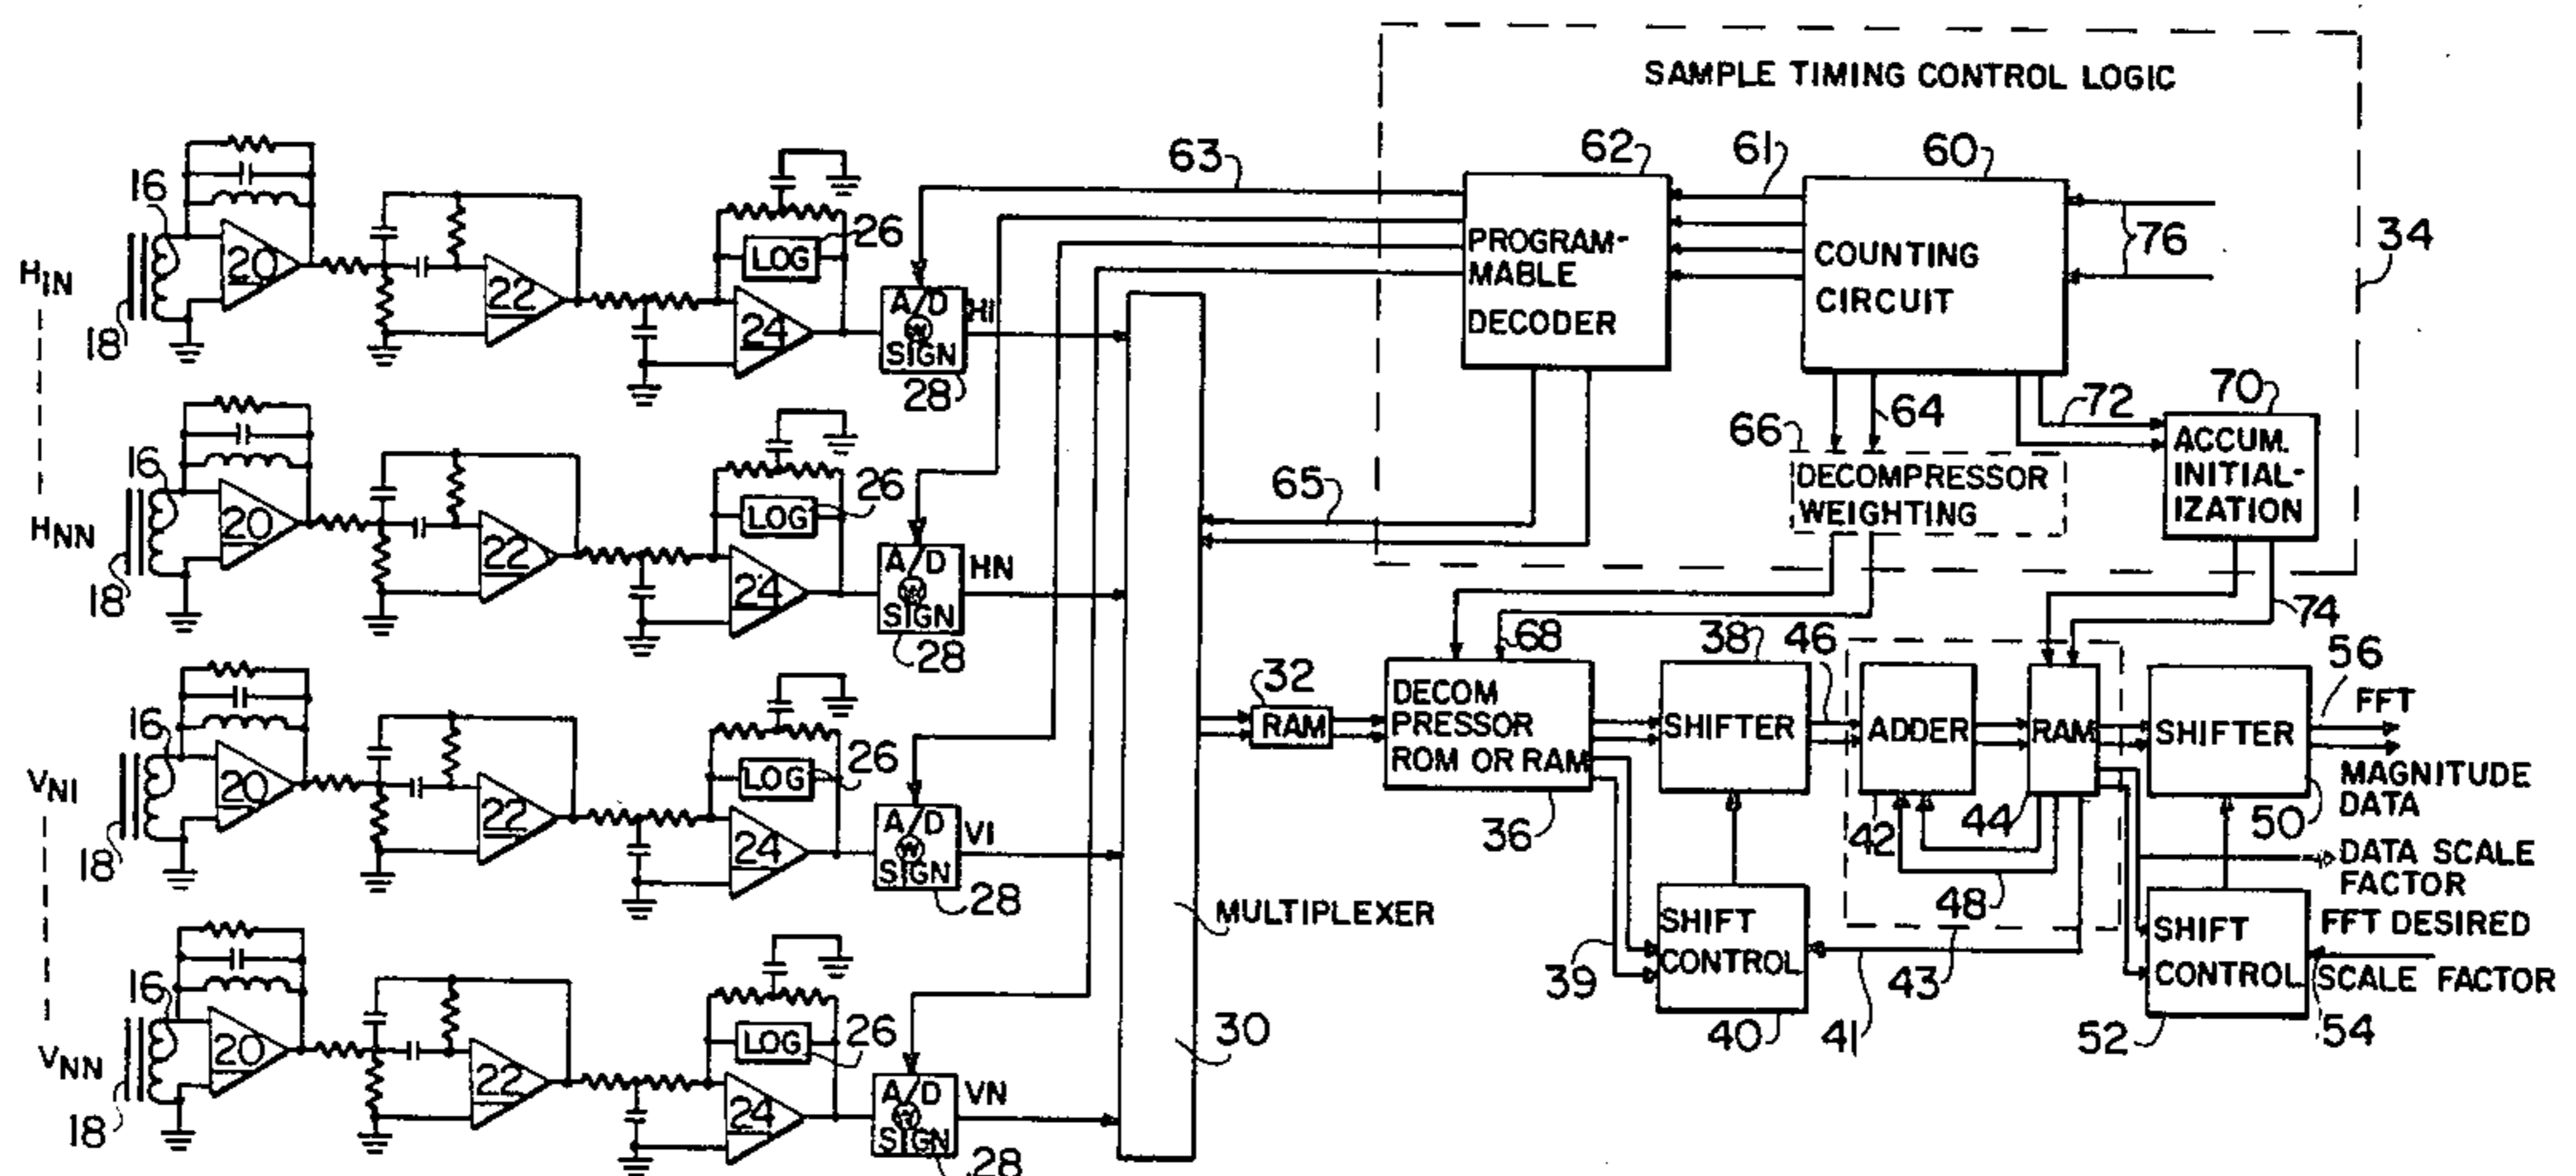 SAMPLE TIMING CONTROL LOGIC
34
63
62
61
60
76
PROGRAM-
MABLE
DECODER
COUNTING
CIRCUIT
64
66
DECOMPRESSOR
WEIGHTING
72
70
ACCUM.
INITIAL-
IZATION
65
74
H1N
16
18
20
22
24
LOG
26
A/D
W
SIGN
28
HI
HNN
16
18
20
22
24
LOG
26
A/D
W
SIGN
28
HN
VNI
16
18
20
22
24
LOG
26
A/D
W
SIGN
28
VI
VNN
16
18
20
22
24
LOG
26
A/D
W
SIGN
28
VN
MULTIPLEXER
30
32
RAM
68
DECOM
PRESSOR
ROM OR RAM
36
38
SHIFTER
46
ADDER
42
RAM
44
48
43
SHIFTER
50
56
FFT
MAGNITUDE
DATA
DATA SCALE
FACTOR
39
SHIFT
CONTROL
40
41
SHIFT
CONTROL
52
FFT DESIRED
SCALE FACTOR
54